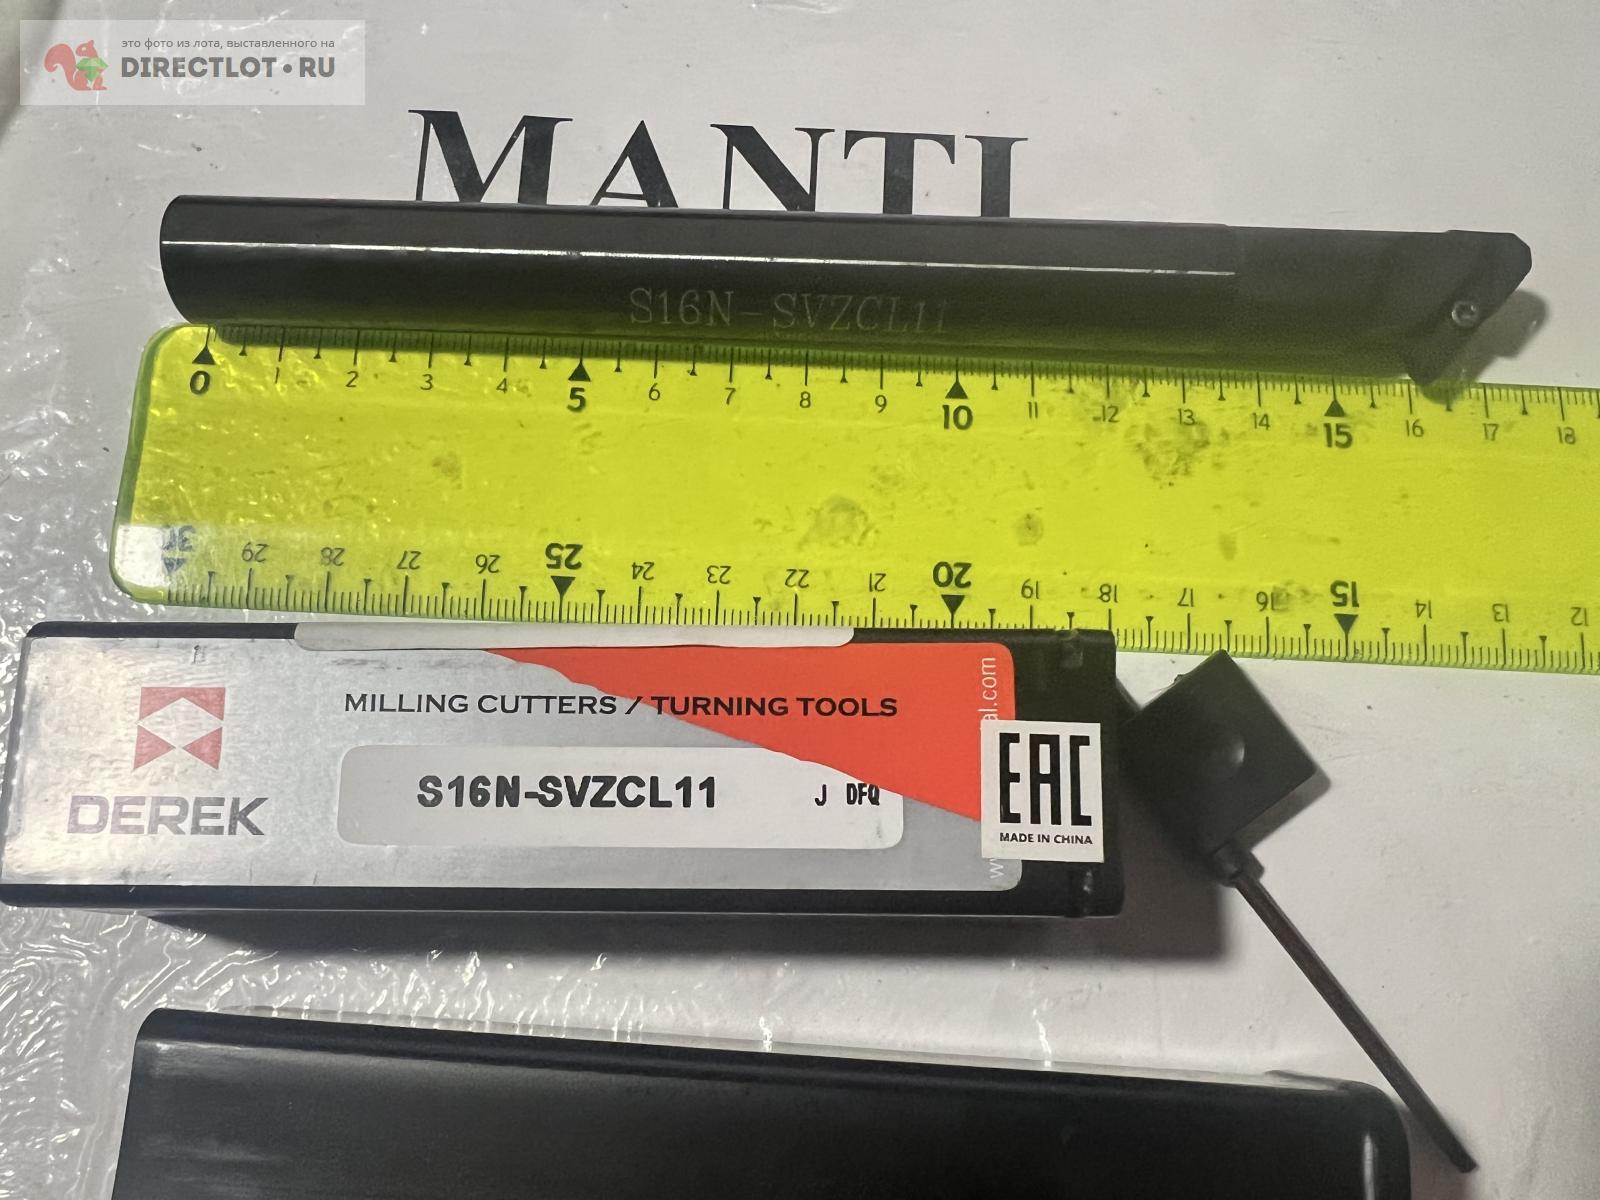 это фото из лота, выставленного на
DIRECTLOT•RU
MANTI
S16N-SVZCL11
0 1 2 3 4 5 6 7 8 9 10 11 12 13 14 15 16 17 18
29 28 27 26 25 24 23 22 21 20 19 18 17 16 15 14 13 12
MILLING CUTTERS / TURNING TOOLS
al.com
S16N-SVZCL11 J DFQ
DEREK
EAC
MADE IN CHINA